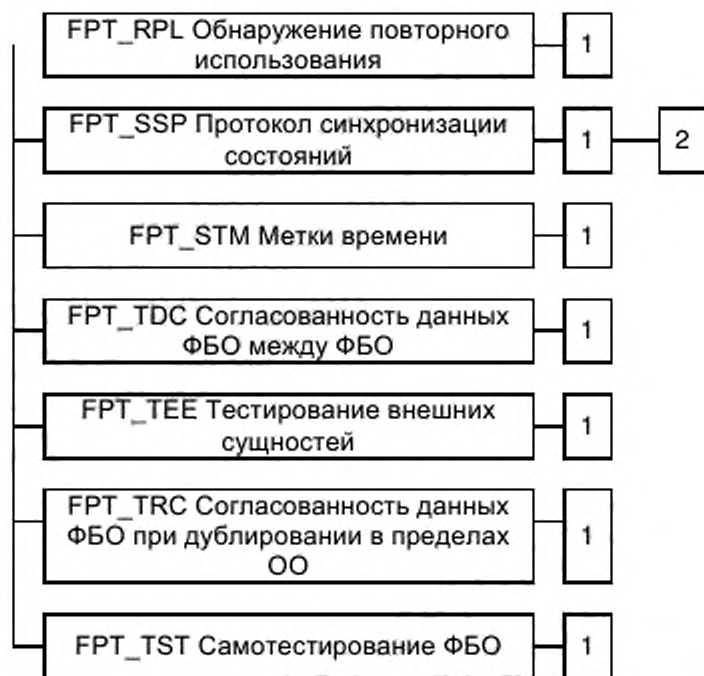 FPT_RPL Обнаружение повторного
использования
1
FPT_SSP Протокол синхронизации
состояний
1
2
FPT_STM Метки времени
1
FPT_TDC Согласованность данных
ФБО между ФБО
1
FPT_TEE Тестирование внешних
сущностей
1
FPT_TRC Согласованность данных
ФБО при дублировании в пределах
ОО
1
FPT_TST Самотестирование ФБО
1